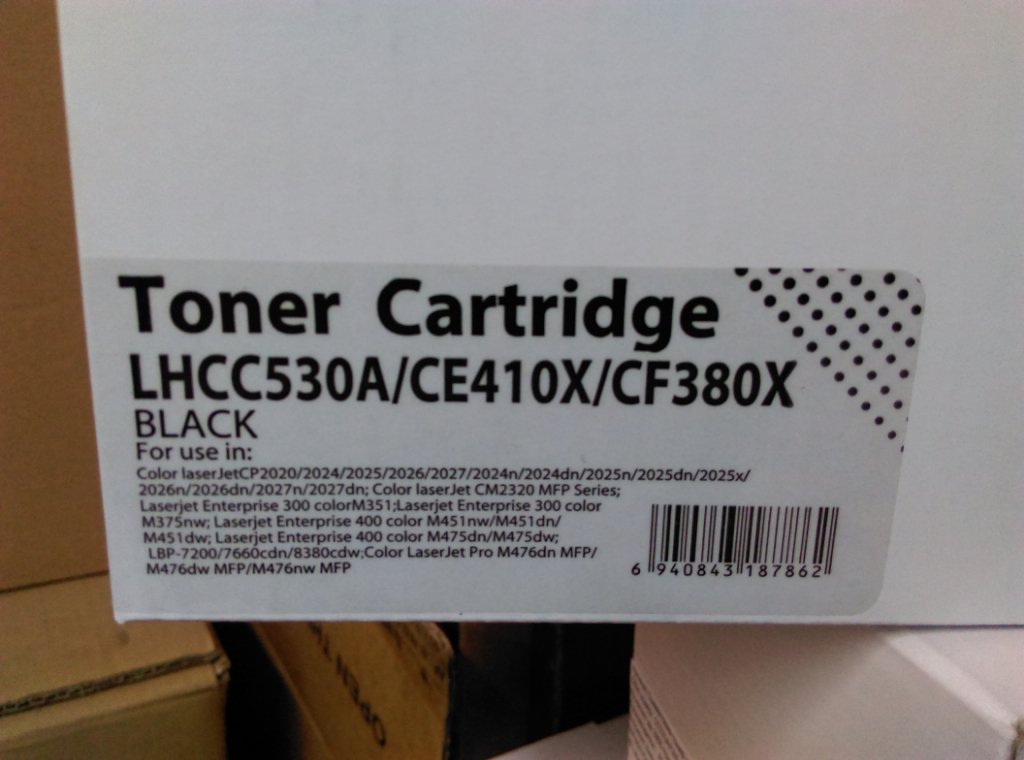 Toner Cartridge
LHCC530A/CE410X/CF380X
BLACK
For use in:
Color laserJetCP2020/2024/2025/2026/2027/2024n/2024dn/2025n/2025dn/2025x/
2026n/2026dn/2027n/2027dn; Color laserJet CM2320 MFP Series;
Laserjet Enterprise 300 colorM351;Laserjet Enterprise 300 color
M375nw; Laserjet Enterprise 400 color M451nw/M451dn/
M451dw; Laserjet Enterprise 400 color M475dn/M475dw;
LBP-7200/7660cdn/8380cdw;Color LaserJet Pro M476dn MFP/
M476dw MFP/M476nw MFP
6 940843 187862
OPEN